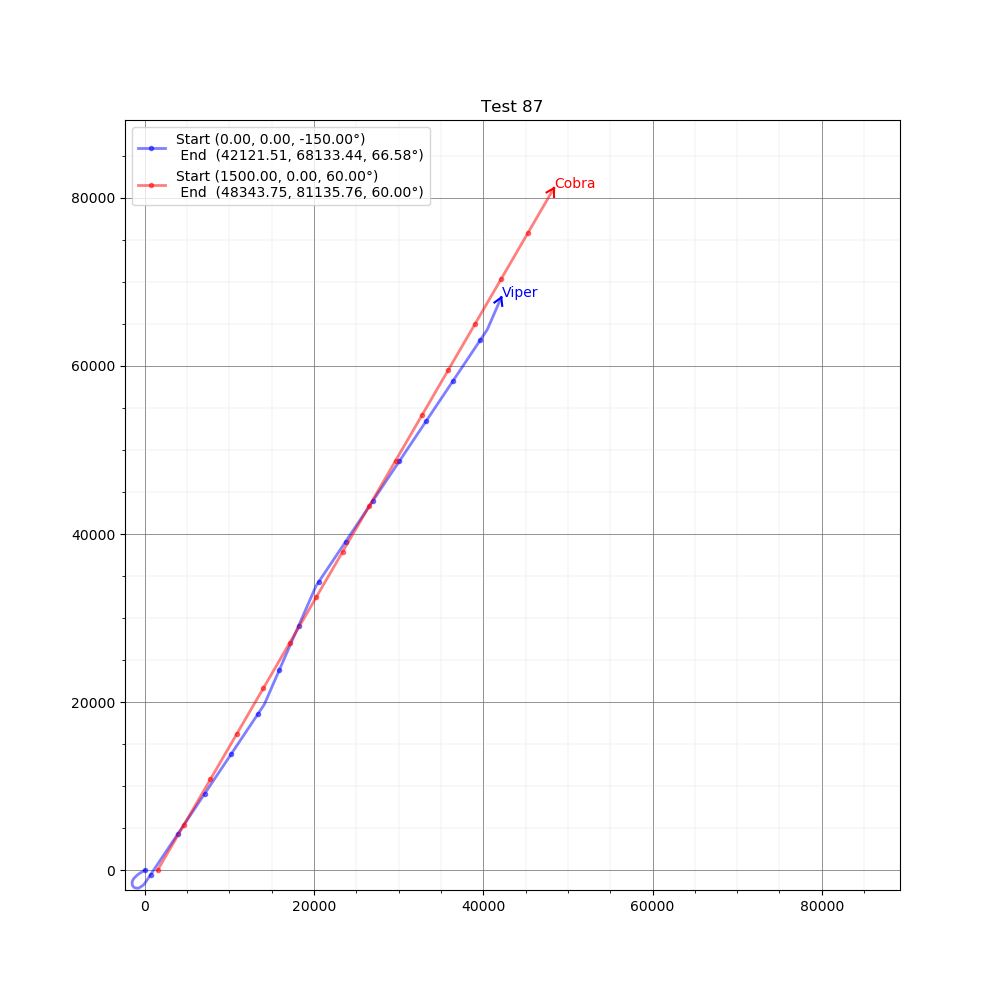 Test 87
Start (0.00, 0.00, -150.00°)
End  (42121.51, 68133.44, 66.58°)
Start (1500.00, 0.00, 60.00°)
End  (48343.75, 81135.76, 60.00°)
Cobra
Viper
80000
60000
40000
20000
0
0 20000 40000 60000 80000